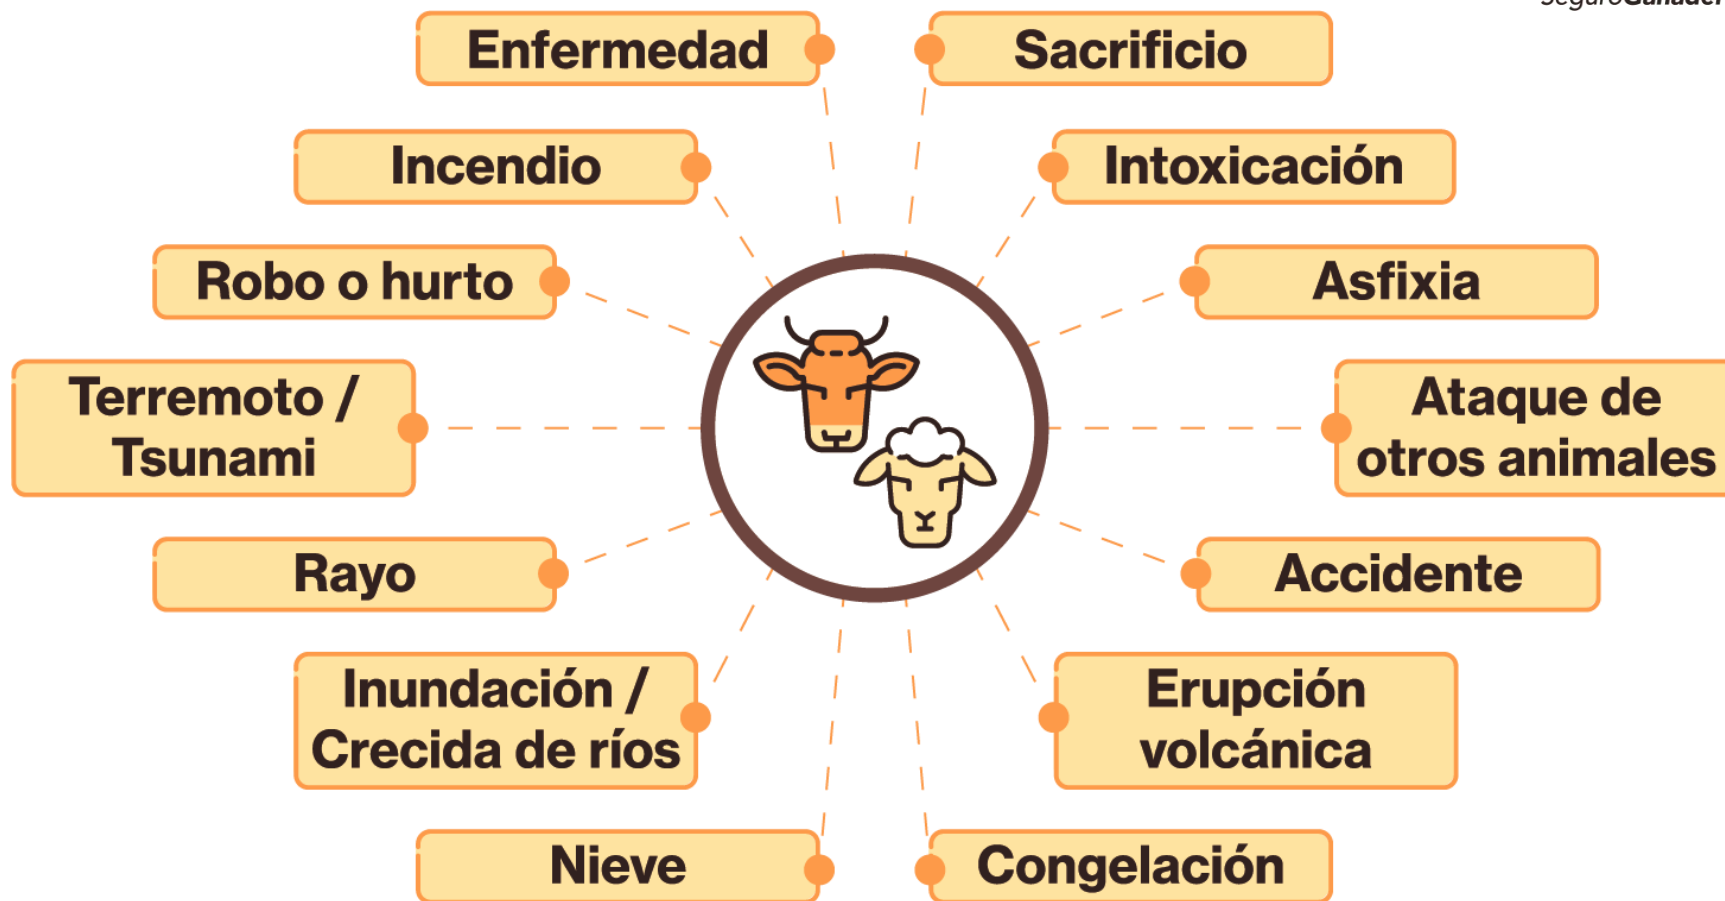 Enfermedad
Sacrificio
Incendio
Intoxicación
Robo o hurto
Asfixia
Terremoto /
Tsunami
Ataque de
otros animales
Rayo
Accidente
Inundación /
Crecida de ríos
Erupción
volcánica
Nieve
Congelación